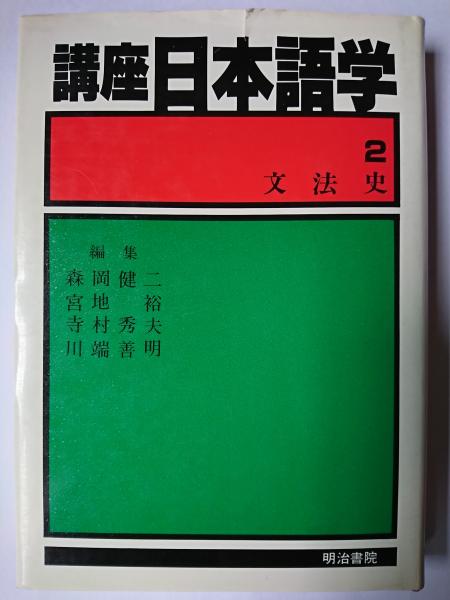 講座日本語学
2
文法史
編集
森岡健二
宮地 裕
寺村秀夫
川端善明
明治書院